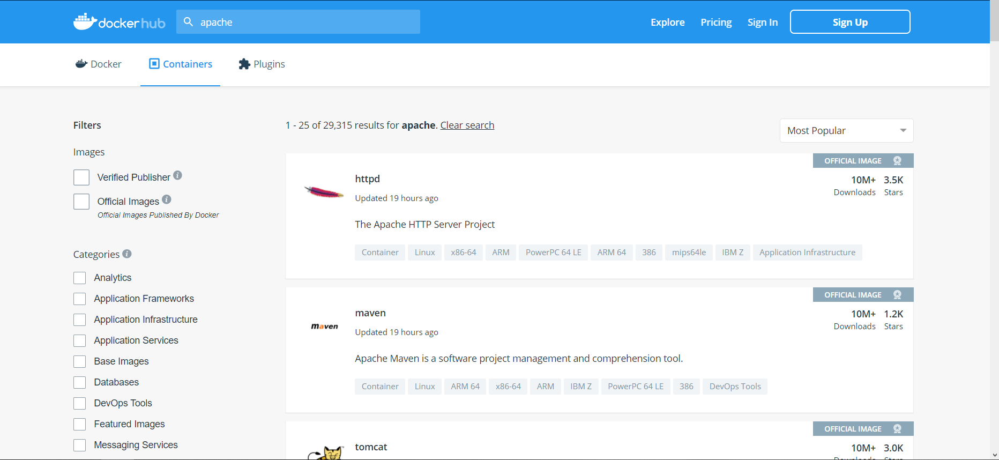 docker hub
apache
Explore
Pricing
Sign In
Sign Up
Docker
Containers
Plugins
Filters
Images
Verified Publisher
Official Images
Official Images Published By Docker
Categories
Analytics
Application Frameworks
Application Infrastructure
Application Services
Base Images
Databases
DevOps Tools
Featured Images
Messaging Services
1 - 25 of 29,315 results for apache. Clear search
Most Popular
OFFICIAL IMAGE
httpd
10M+ 3.5K
Downloads Stars
Updated 19 hours ago
The Apache HTTP Server Project
Container Linux x86-64 ARM PowerPC 64 LE ARM 64 386 mips64le IBM Z Application Infrastructure
OFFICIAL IMAGE
maven
maven
10M+ 1.2K
Downloads Stars
Updated 19 hours ago
Apache Maven is a software project management and comprehension tool.
Container Linux ARM 64 x86-64 ARM IBM Z PowerPC 64 LE 386 DevOps Tools
OFFICIAL IMAGE
tomcat
10M+ 3.0K